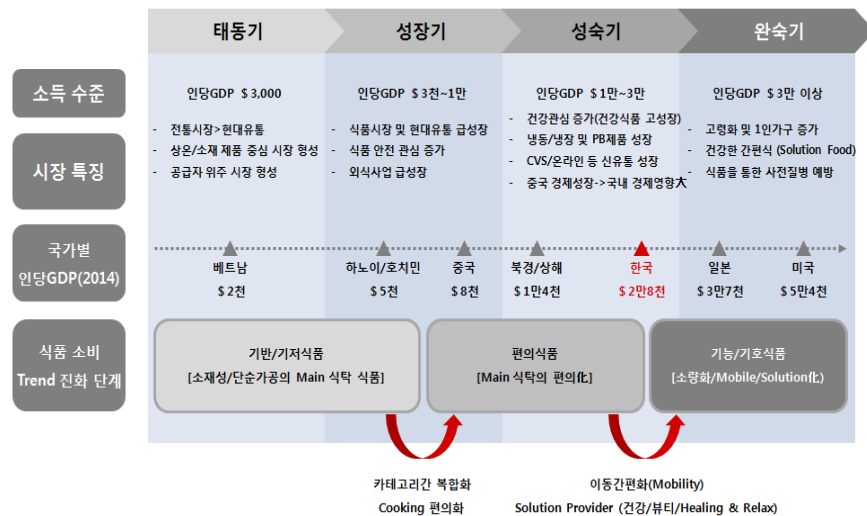 태동기
성장기
성숙기
완숙기
소득 수준
인당GDP $ 3,000
인당GDP $ 3천~1만
인당GDP $ 1만~3만
인당GDP $ 3만 이상
시장 특징
- 전통시장>현대유통
- 상온/소재 제품 중심 시장 형성
- 공급자 위주 시장 형성
- 식품시장 및 현대유통 급성장
- 식품 안전 관심 증가
- 외식사업 급성장
- 건강관심 증가(건강식품 고성장)
- 냉동/냉장 및 PB제품 성장
- CVS/온라인 등 신유통 성장
- 중국 경제성장->국내 경제영향大
- 고령화 및 1인가구 증가
- 건강한 간편식 (Solution Food)
- 식품을 통한 사전질병 예방
국가별
인당GDP(2014)
베트남
$ 2천
하노이/호치민
$ 5천
중국
$ 8천
북경/상해
$ 1만4천
한국
$ 2만8천
일본
$ 3만7천
미국
$ 5만4천
식품 소비
Trend 진화 단계
기반/기저식품
[소재성/단순가공의 Main 식탁 식품]
편의식품
[Main 식탁의 편의化]
기능/기호식품
[소량화/Mobile/Solution化)
카테고리간 복합화
Cooking 편의화
이동간편화(Mobility)
Solution Provider (건강/뷰티/Healing & Relax)